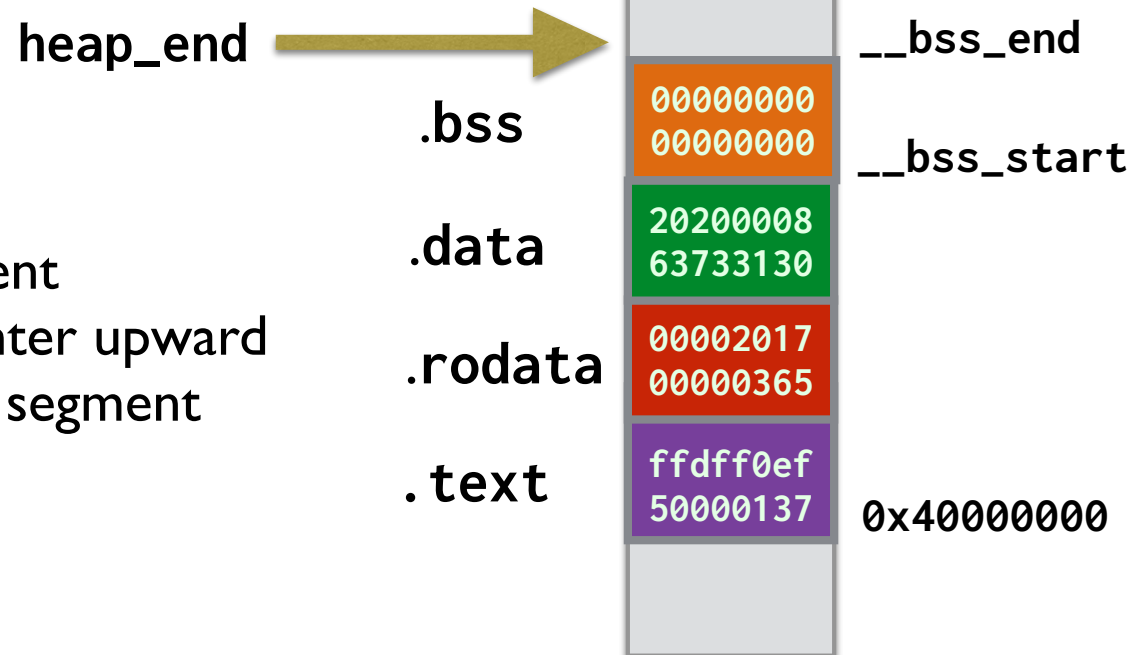 heap_end
__bss_end
.bss
00000000
00000000
__bss_start
.data
20200008
63733130
.rodata
00002017
00000365
.text
ffdff0ef
50000137
0x40000000
nter upward
segment